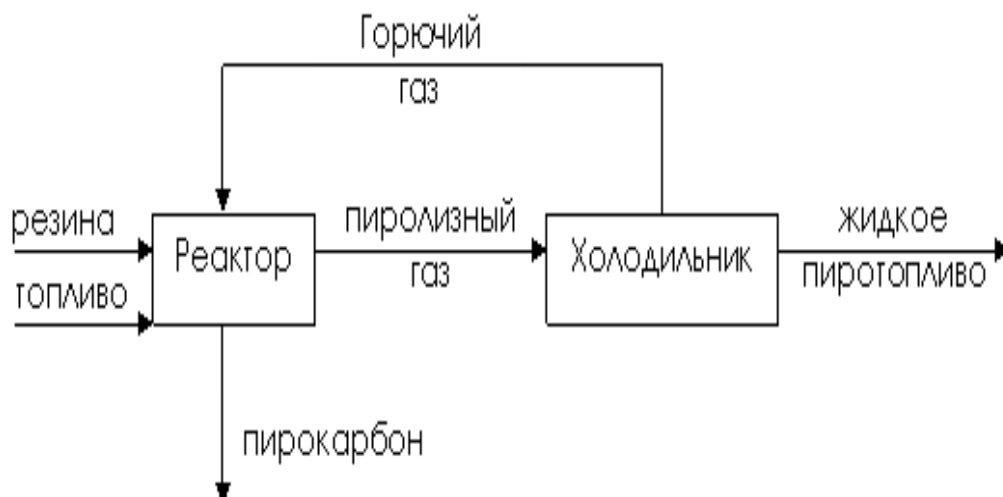 Горючий
газ
резина
топливо
Реактор
пиролизный
газ
Холодильник
жидкое
пиротопливо
пирокарбон